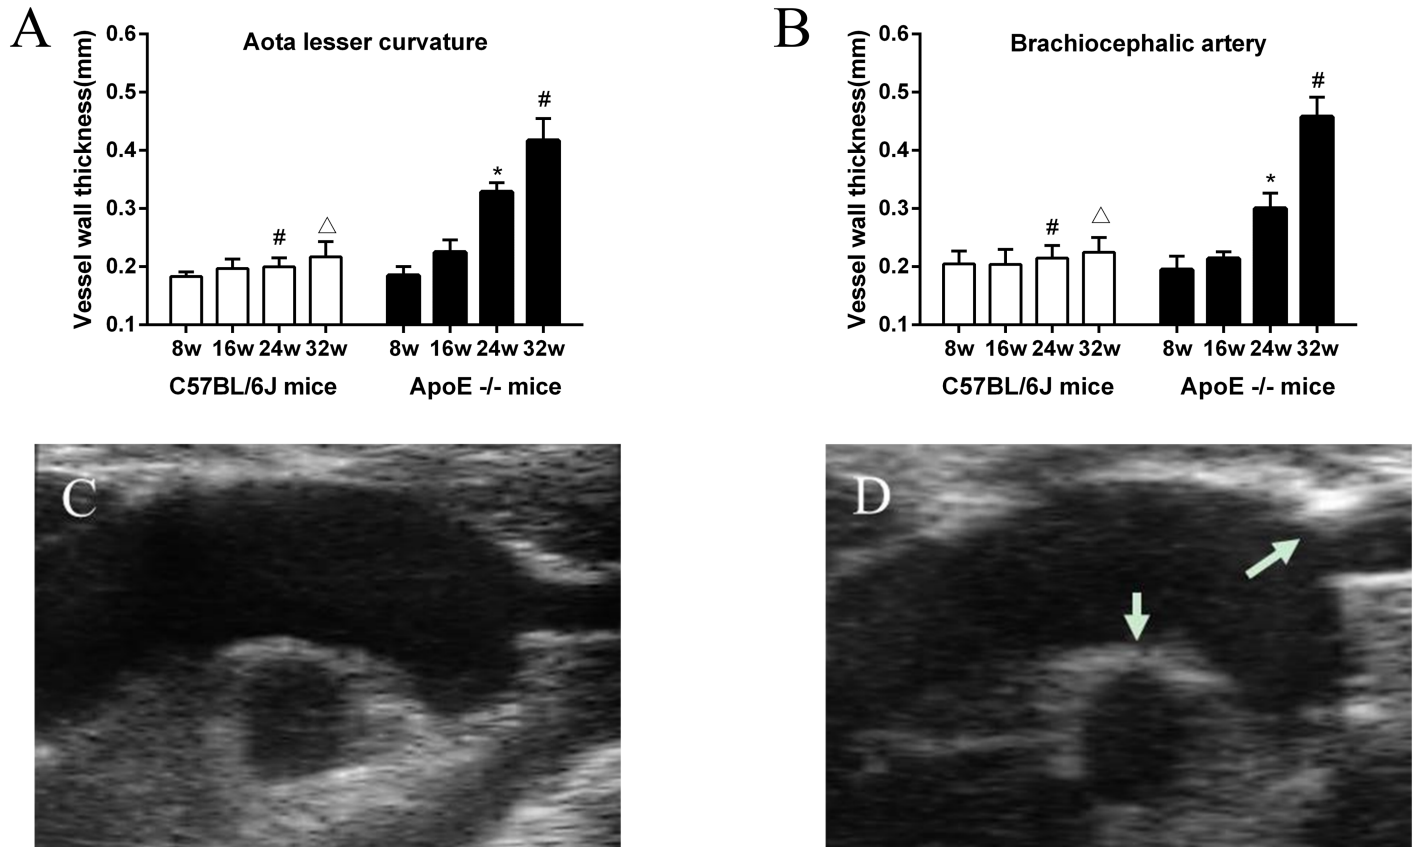 A
Aota lesser curvature
Vessel wall thickness(mm)
0.6
0.5
0.4
0.3
0.2
0.1
# △ * #
8w 16w 24w 32w 8w 16w 24w 32w
C57BL/6J mice ApoE -/- mice
B
Brachiocephalic artery
Vessel wall thickness(mm)
0.6
0.5
0.4
0.3
0.2
0.1
# △ * #
8w 16w 24w 32w 8w 16w 24w 32w
C57BL/6J mice ApoE -/- mice
C
D